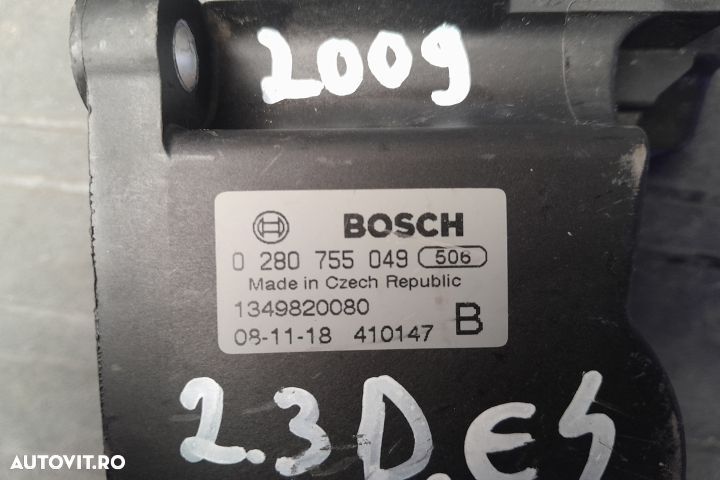 2009
BOSCH
0 280 755 049 506
Made in Czech Republic
1349820080
08-11-18 410147 B
2.3D.E4
AUTOVIT.RO